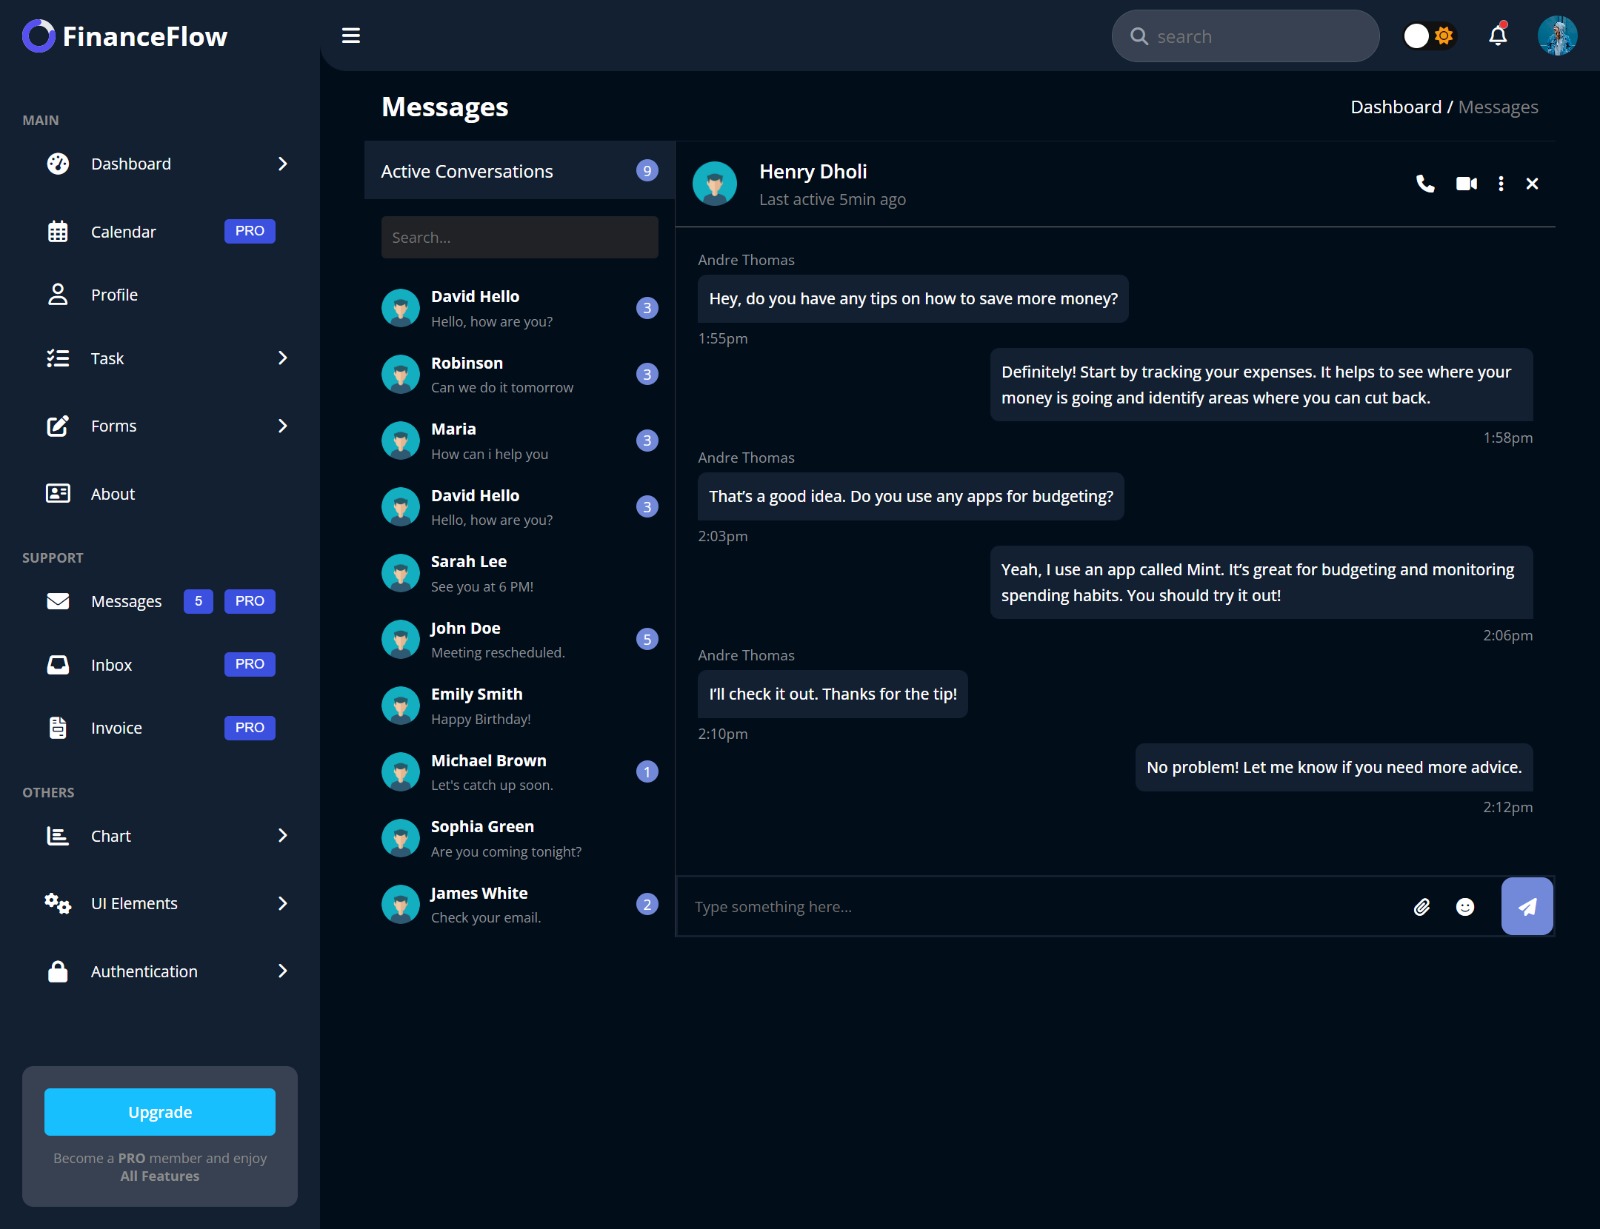 FinanceFlow
search
MAIN
Dashboard
Calendar PRO
Profile
Task
Forms
About
SUPPORT
Messages 5 PRO
Inbox PRO
Invoice PRO
OTHERS
Chart
UI Elements
Authentication
Upgrade
Become a PRO member and enjoy
All Features
Messages
Dashboard / Messages
Active Conversations 9
Search...
David Hello
Hello, how are you?
3
Robinson
Can we do it tomorrow
3
Maria
How can i help you
3
David Hello
Hello, how are you?
3
Sarah Lee
See you at 6 PM!
John Doe
Meeting rescheduled.
5
Emily Smith
Happy Birthday!
Michael Brown
Let's catch up soon.
1
Sophia Green
Are you coming tonight?
James White
Check your email.
2
Henry Dholi
Last active 5min ago
Andre Thomas
Hey, do you have any tips on how to save more money?
1:55pm
Definitely! Start by tracking your expenses. It helps to see where your
money is going and identify areas where you can cut back.
1:58pm
Andre Thomas
That’s a good idea. Do you use any apps for budgeting?
2:03pm
Yeah, I use an app called Mint. It’s great for budgeting and monitoring
spending habits. You should try it out!
2:06pm
Andre Thomas
I’ll check it out. Thanks for the tip!
2:10pm
No problem! Let me know if you need more advice.
2:12pm
Type something here...